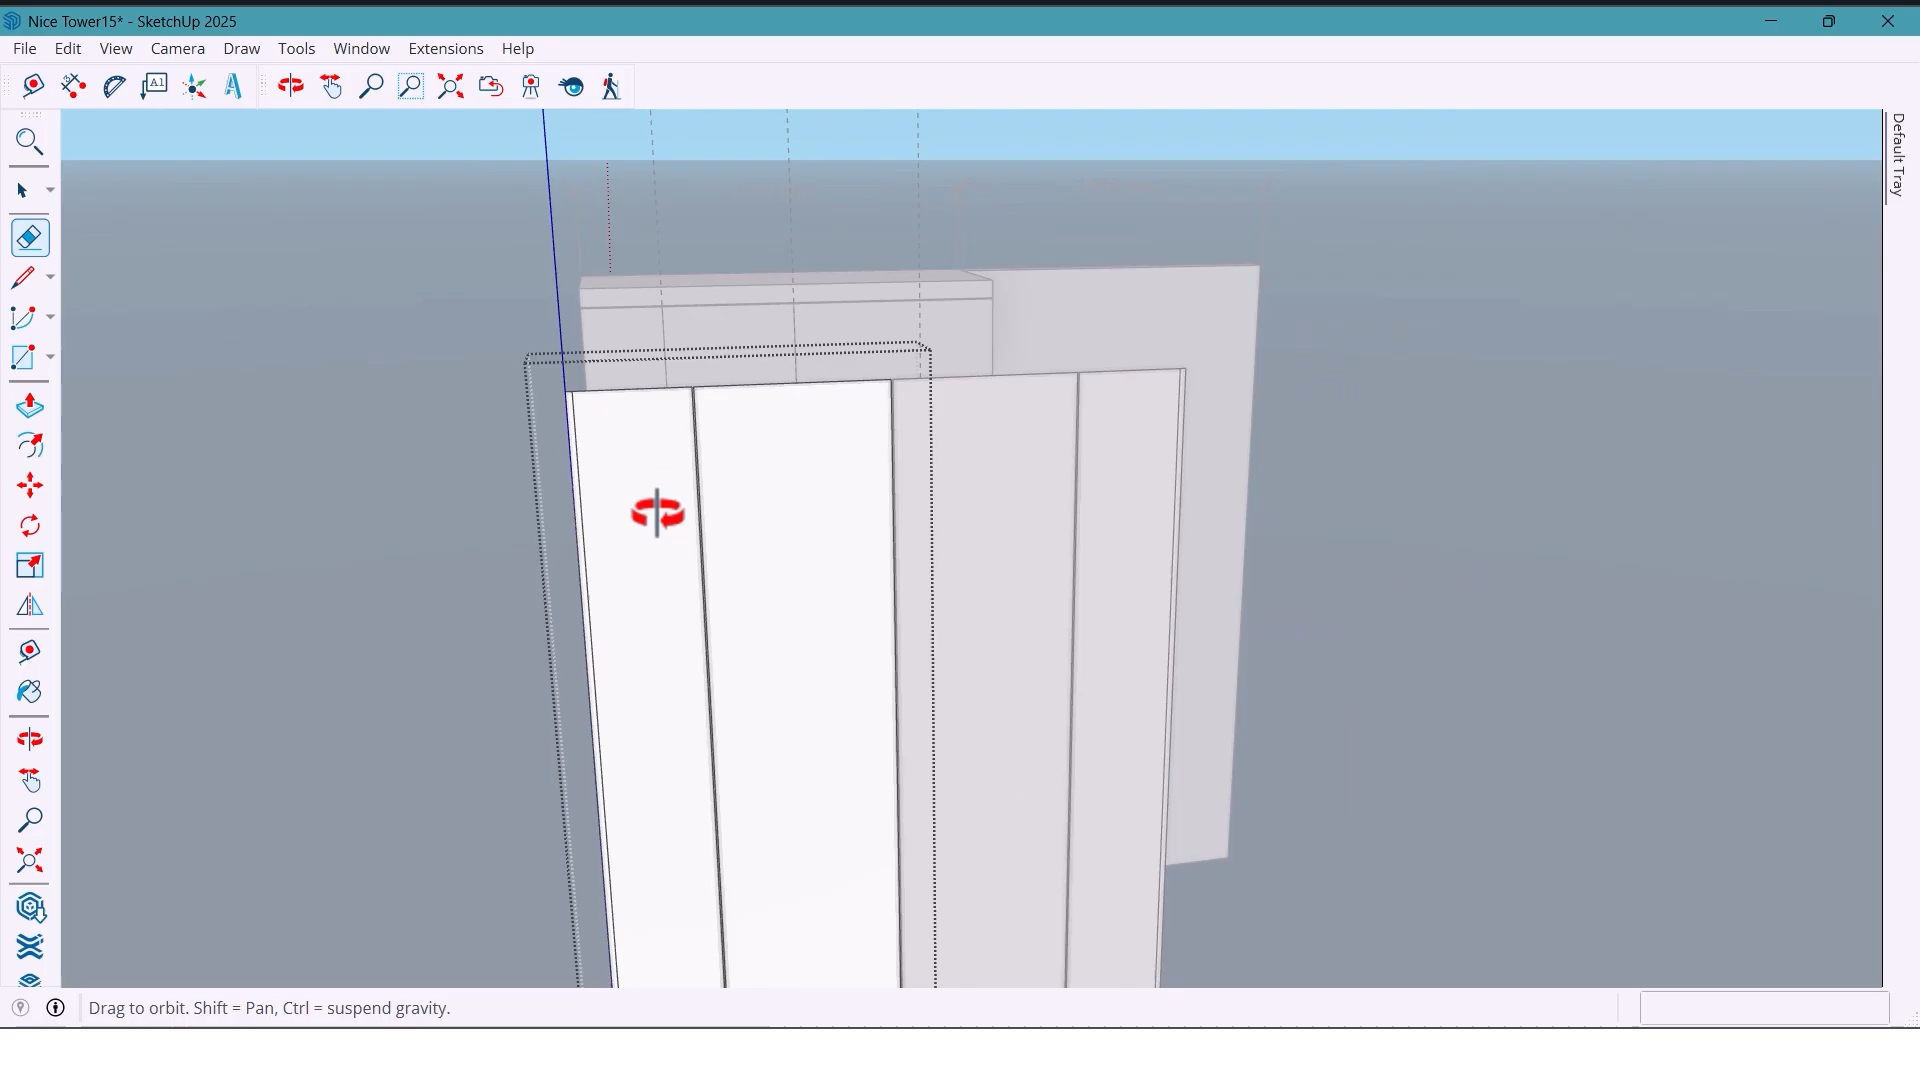 Nice Tower15* - SketchUp 2025
File Edit View Camera Draw Tools Window Extensions Help
A1
Default Tray
Drag to orbit. Shift = Pan, Ctrl = suspend gravity.